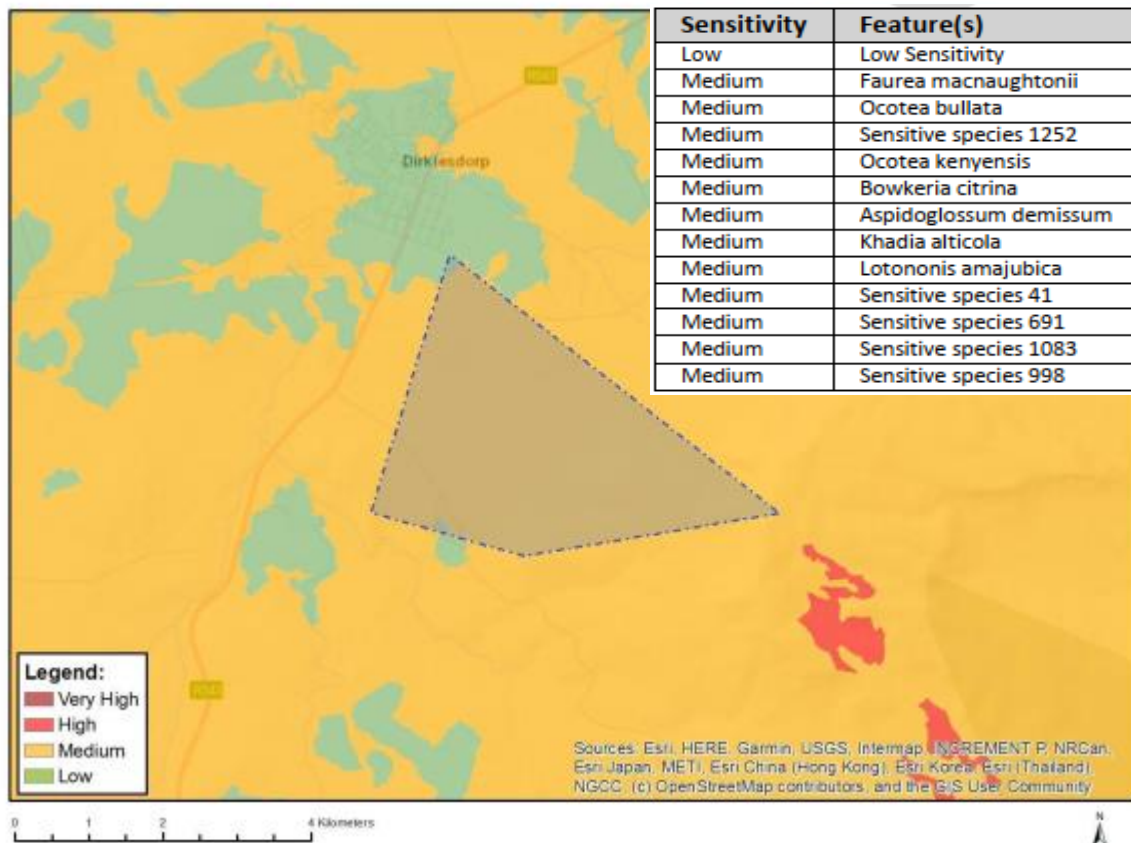 Sensitivity Feature(s)
Low Low Sensitivity
Medium Faurea macnaughtonii
Medium Ocotea bullata
Medium Sensitive species 1252
Medium Ocotea kenyensis
Medium Bowkeria citrina
Medium Aspidoglossum demissum
Medium Khadia alticola
Medium Lotononis amajubica
Medium Sensitive species 41
Medium Sensitive species 691
Medium Sensitive species 1083
Medium Sensitive species 998
Dirkiesdorp
Legend:
Very High
High
Medium
Low
Sources: Esri, HERE, Garmin, USGS, Intermap, INCREMENT P, NRCan,
Esri Japan, METI, Esri China (Hong Kong), Esri Korea, Esri (Thailand),
NGCC, (c) OpenStreetMap contributors, and the GIS User Community
0 1 2 4 Kilometers
N